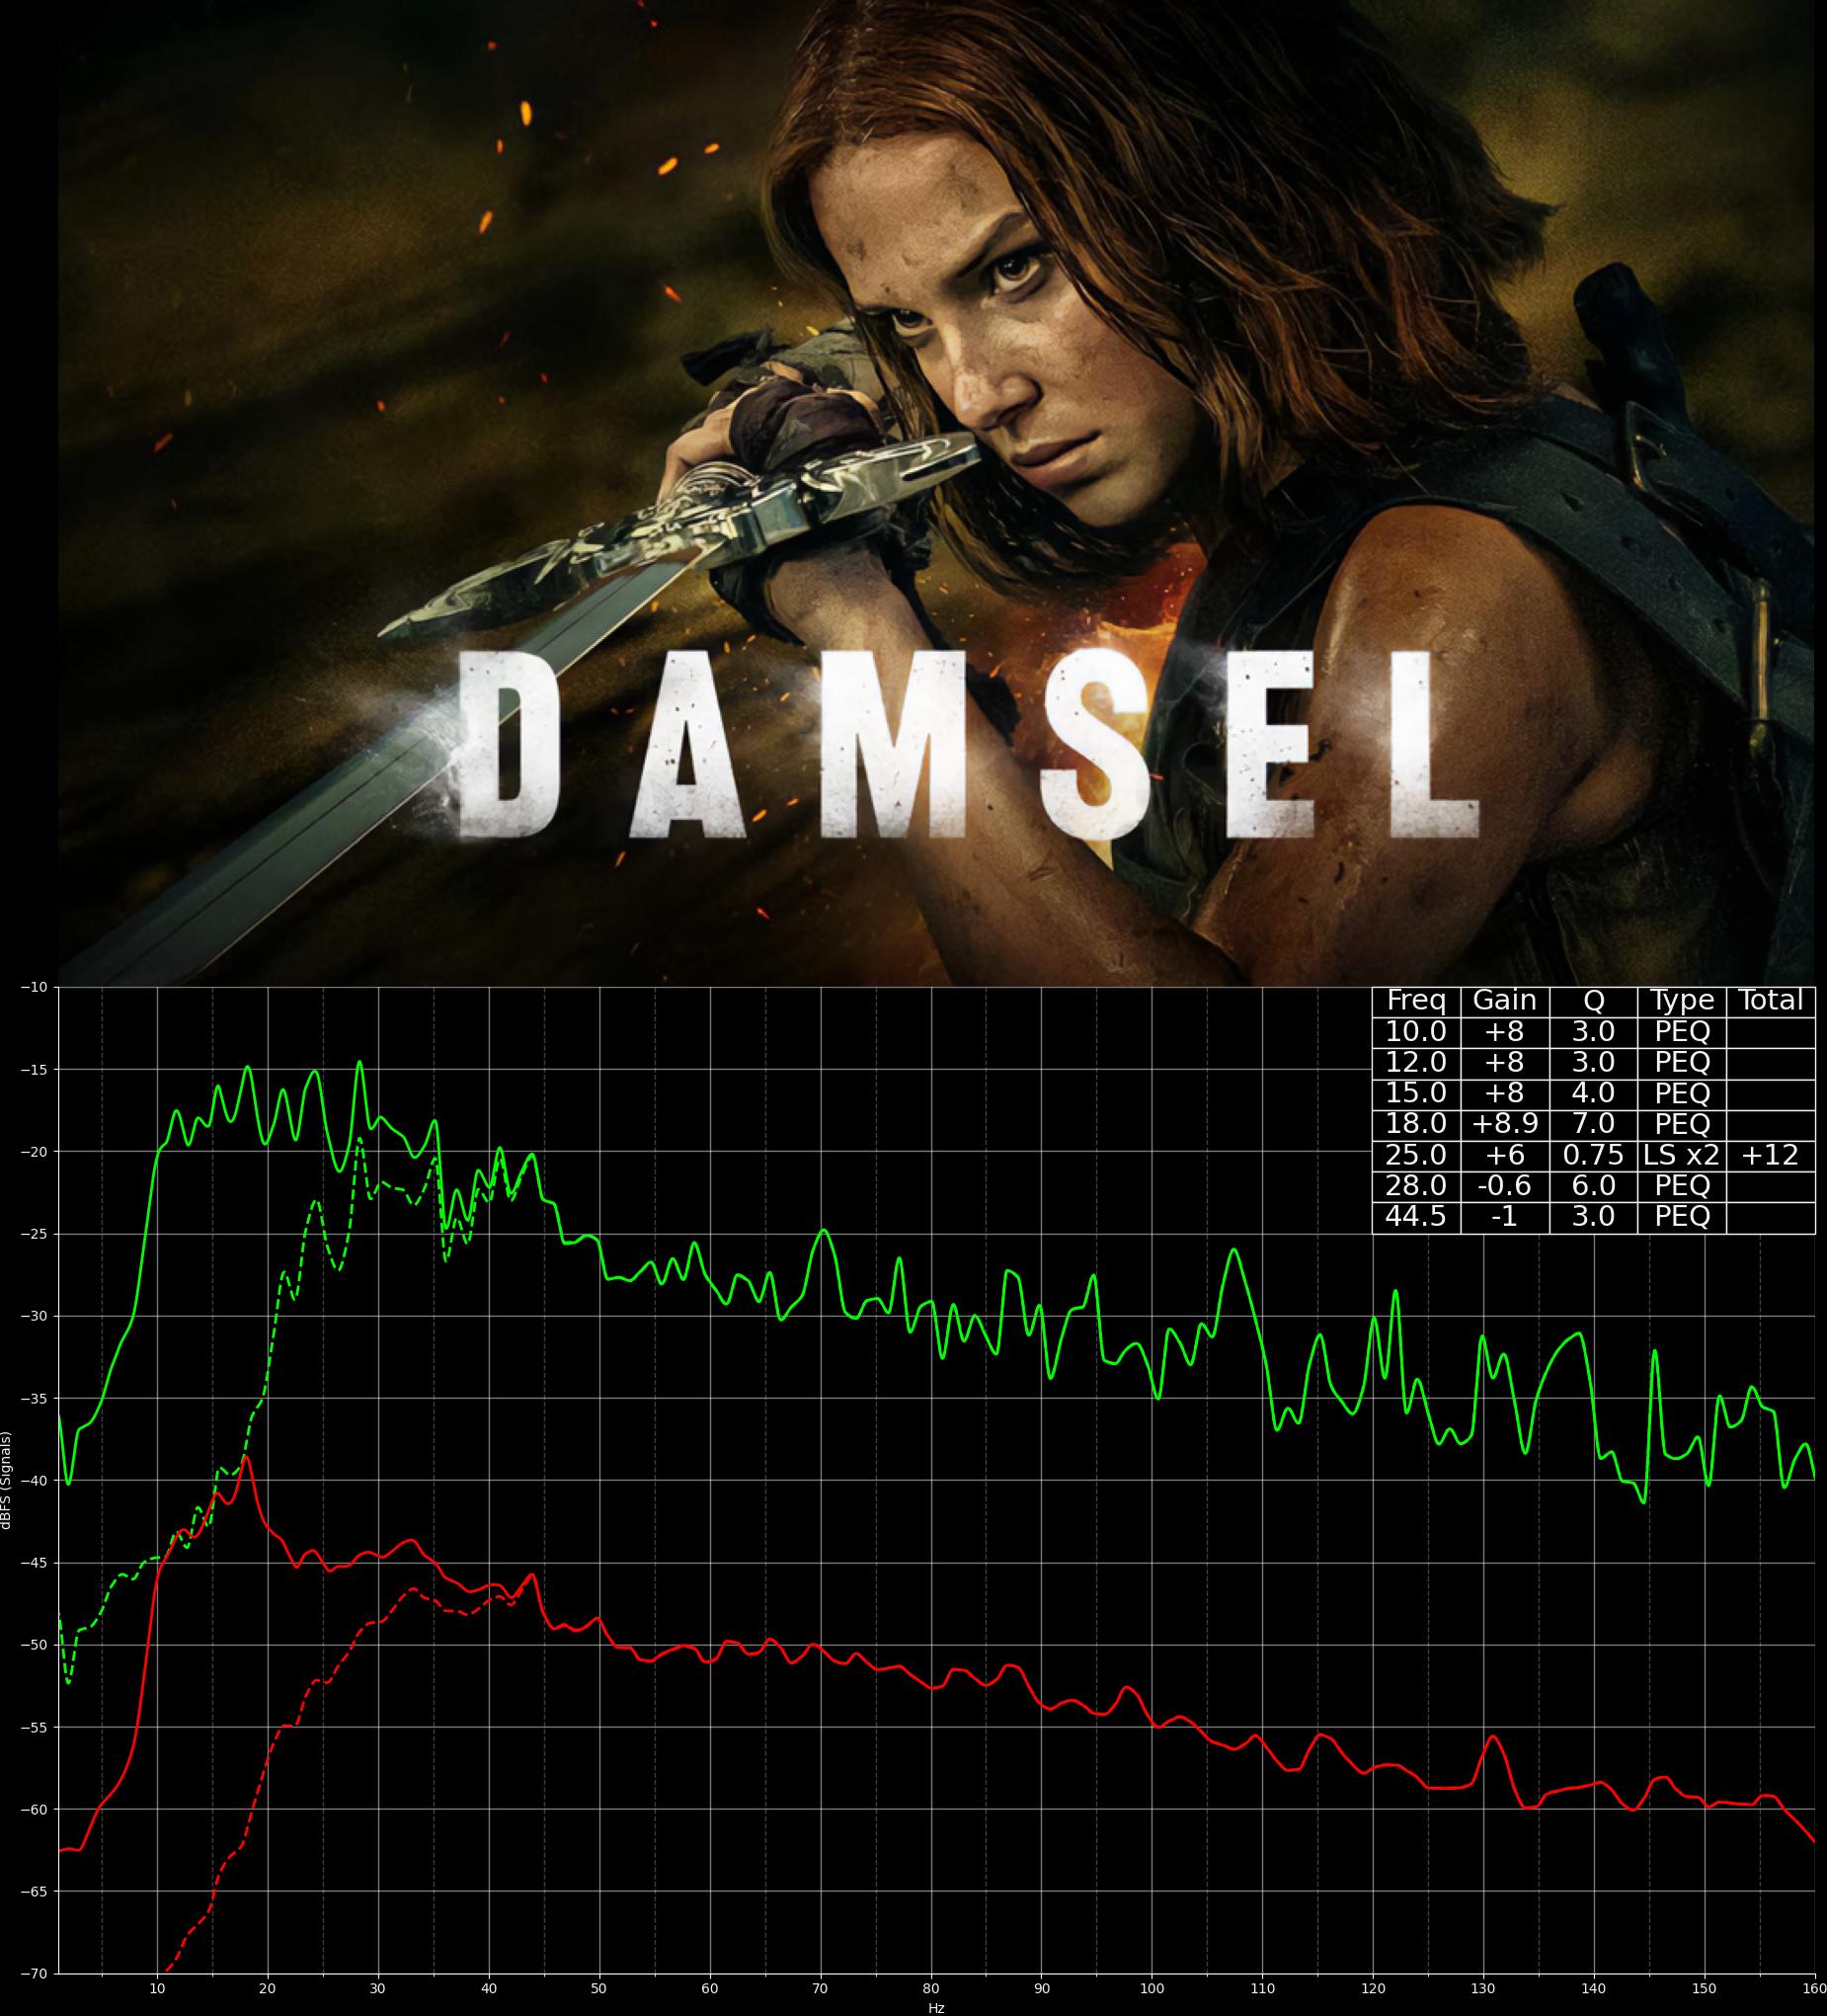 D A M S E L
Freq Gain Q Type Total
10.0 +8 3.0 PEQ
12.0 +8 3.0 PEQ
15.0 +8 4.0 PEQ
18.0 +8.9 7.0 PEQ
25.0 +6 0.75 LS x2 +12
28.0 -0.6 6.0 PEQ
44.5 -1 3.0 PEQ
−10
−15
−20
−25
−30
−35
−40
−45
−50
−55
−60
−65
−70
dBFS (Signals)
10 20 30 40 50 60 70 80 90 100 110 120 130 140 150 160
Hz